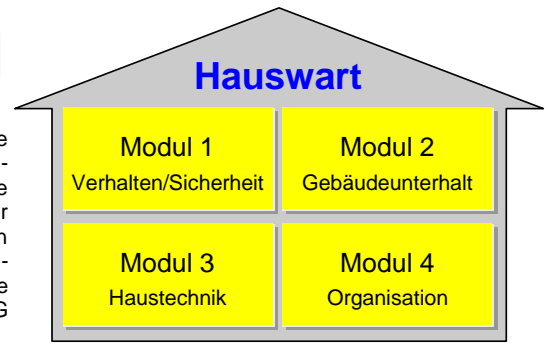 Hauswart
Modul 1
Verhalten/Sicherheit
Modul 2
Gebäudeunterhalt
Modul 3
Haustechnik
Modul 4
Organisation